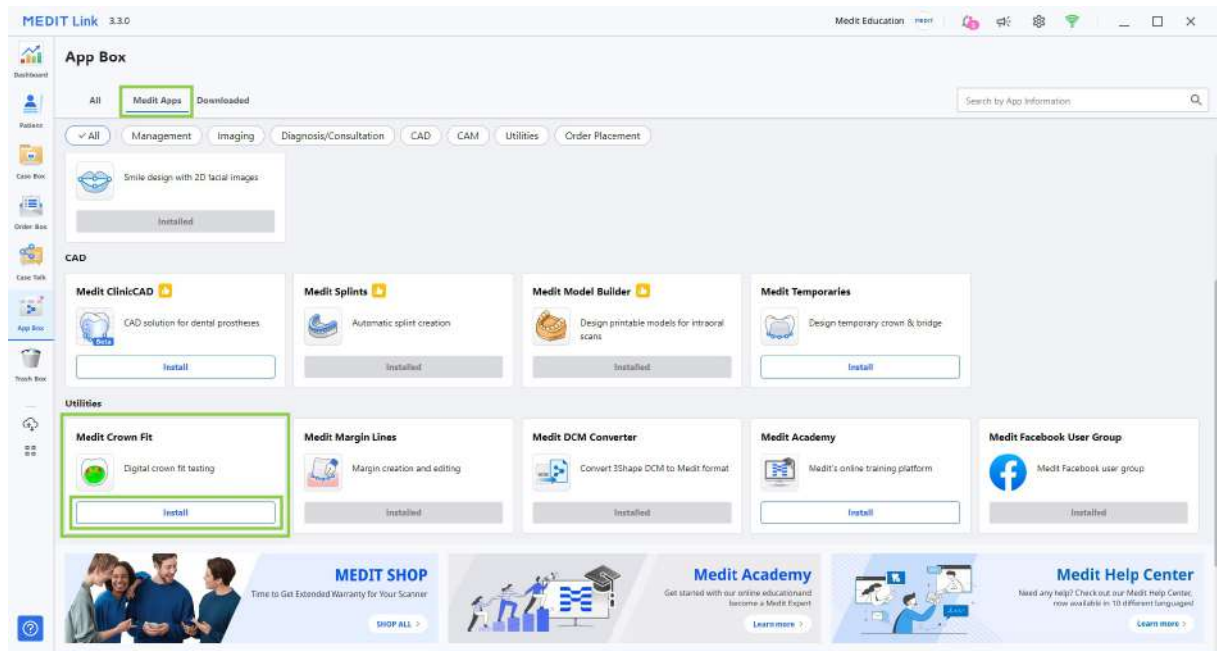 MEDIT Link 3.3.0
Medit Education
MEDIT
App Box
All
Medit Apps
Downloaded
Search by App Information
All
Management
Imaging
Diagnosis/Consultation
CAD
CAM
Utilities
Order Placement
Dashboard
Patient
Case Box
Order Box
Case Talk
App Box
Trash Box
Smile design with 2D facial images
Installed
CAD
Medit ClinicCAD
CAD solution for dental prostheses
Beta
Install
Medit Splints
Automatic splint creation
Installed
Medit Model Builder
Design printable models for intraoral
scans
Installed
Medit Temporaries
Design temporary crown & bridge
Install
Utilities
Medit Crown Fit
Digital crown fit testing
Install
Medit Margin Lines
Margin creation and editing
Installed
Medit DCM Converter
Convert 3Shape DCM to Medit format
Installed
Medit Academy
Medit's online training platform
Install
Medit Facebook User Group
Medit Facebook user group
Installed
MEDIT SHOP
Time to Get Extended Warranty for Your Scanner
SHOP ALL >
Medit Academy
Get started with our online educationand
become a Medit Expert
Learn more >
Medit Help Center
Need any help? Check out our Medit Help Center,
now available in 10 different languages!
Learn more >